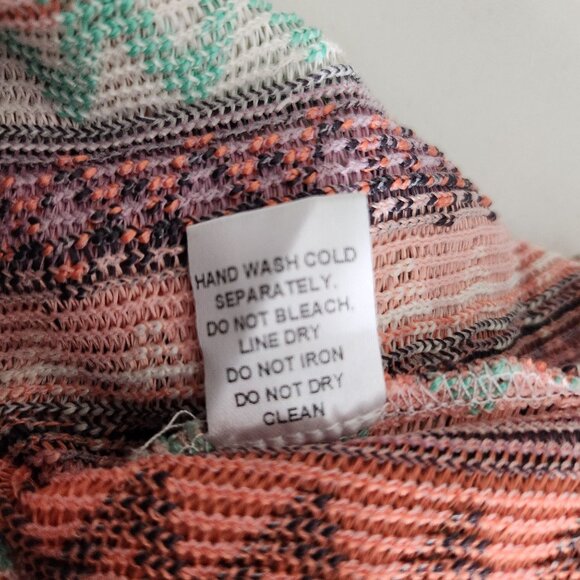 HAND WASH COLD
SEPARATELY.
DO NOT BLEACH,
LINE DRY
DO NOT IRON
DO NOT DRY
CLEAN